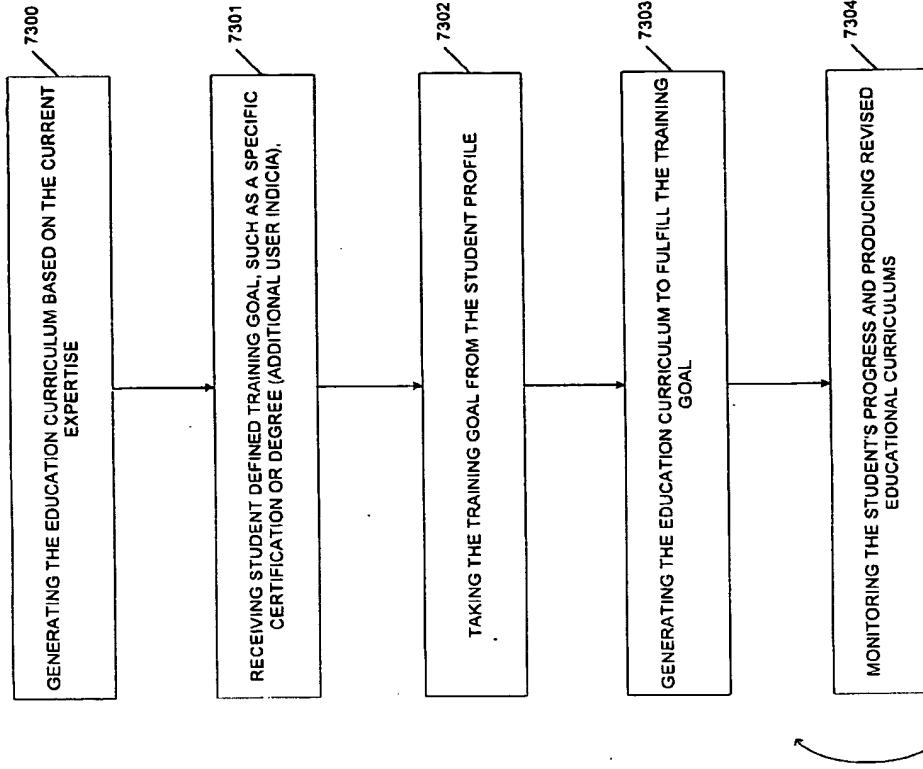 7300
GENERATING THE EDUCATION CURRICULUM BASED ON THE CURRENT
EXPERTISE
7301
RECEIVING STUDENT DEFINED TRAINING GOAL, SUCH AS A SPECIFIC
CERTIFICATION OR DEGREE (ADDITIONAL USER INDICIA),
7302
TAKING THE TRAINING GOAL FROM THE STUDENT PROFILE
7303
GENERATING THE EDUCATION CURRICULUM TO FULFILL THE TRAINING
GOAL
7304
MONITORING THE STUDENT'S PROGRESS AND PRODUCING REVISED
EDUCATIONAL CURRICULUMS